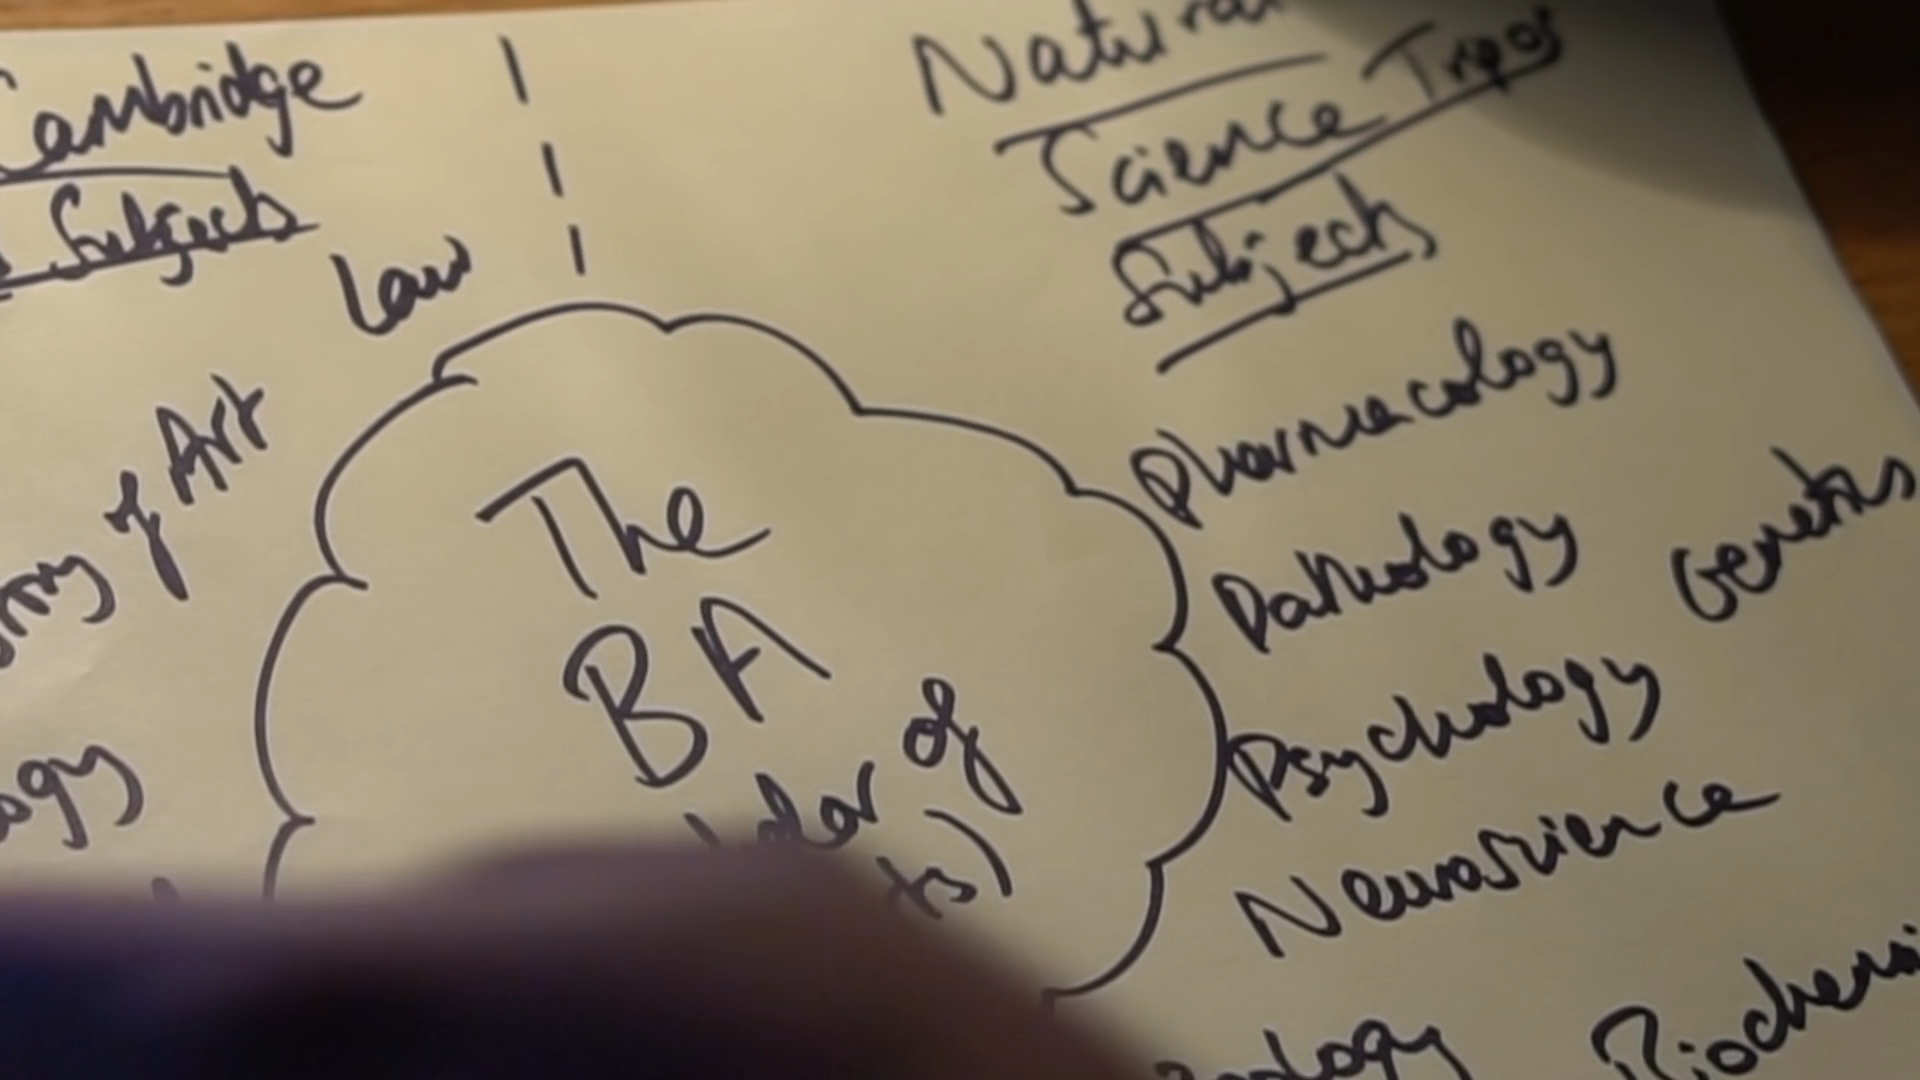 Cambridge
Subjects
Law
of Art
Natural
Science Tripos
Subjects
Pharmacology
Pathology
Genetics
Psychology
Neuroscience
The
BA
of